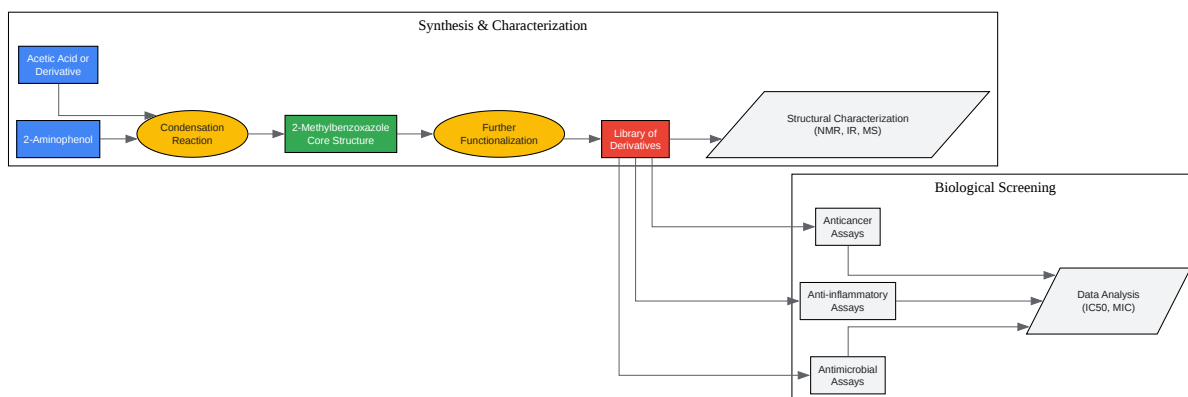 Synthesis & Characterization
Acetic Acid or
Derivative
2-Aminophenol
Condensation
Reaction
2-Methylbenzoxazole
Core Structure
Further
Functionalization
Library of
Derivatives
Structural Characterization
(NMR, IR, MS)
Biological Screening
Anticancer
Assays
Anti-inflammatory
Assays
Antimicrobial
Assays
Data Analysis
(IC50, MIC)